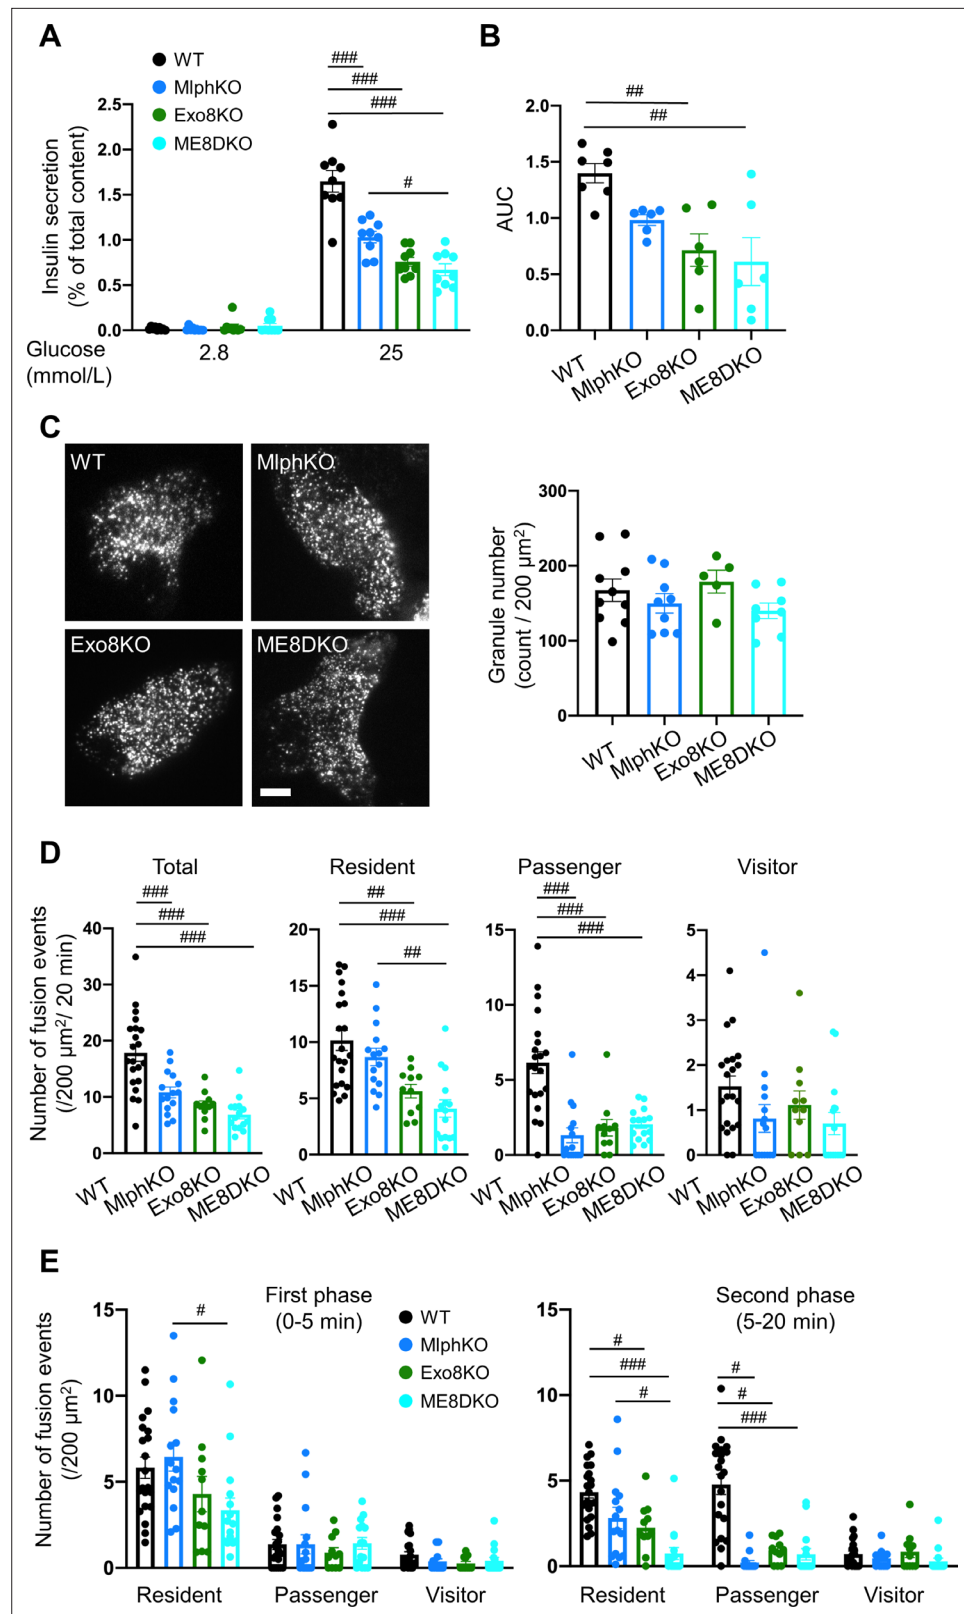 A
WT
MlphKO
Exo8KO
ME8DKO
###
###
###
#
Insulin secretion
(% of total content)
2.5
2.0
1.5
1.0
0.5
0.0
Glucose
(mmol/L)
2.8
25
B
##
##
AUC
2.0
1.5
1.0
0.5
0.0
WT
MlphKO
Exo8KO
ME8DKO
C
WT
MlphKO
Exo8KO
ME8DKO
Granule number
(count / 200 µm²)
300
200
100
0
WT
MlphKO
Exo8KO
ME8DKO
D
Number of fusion events
(/200 µm²/ 20 min)
Total
###
###
###
40
30
20
10
0
WT
MlphKO
Exo8KO
ME8DKO
Resident
##
###
##
20
15
10
5
0
WT
MlphKO
Exo8KO
ME8DKO
Passenger
###
###
###
15
10
5
0
WT
MlphKO
Exo8KO
ME8DKO
Visitor
5
4
3
2
1
0
WT
MlphKO
Exo8KO
ME8DKO
E
Number of fusion events
(/200 µm²)
First phase
(0-5 min)
#
15
10
5
0
Resident
Passenger
Visitor
WT
MlphKO
Exo8KO
ME8DKO
Second phase
(5-20 min)
#
###
#
#
#
###
15
10
5
0
Resident
Passenger
Visitor